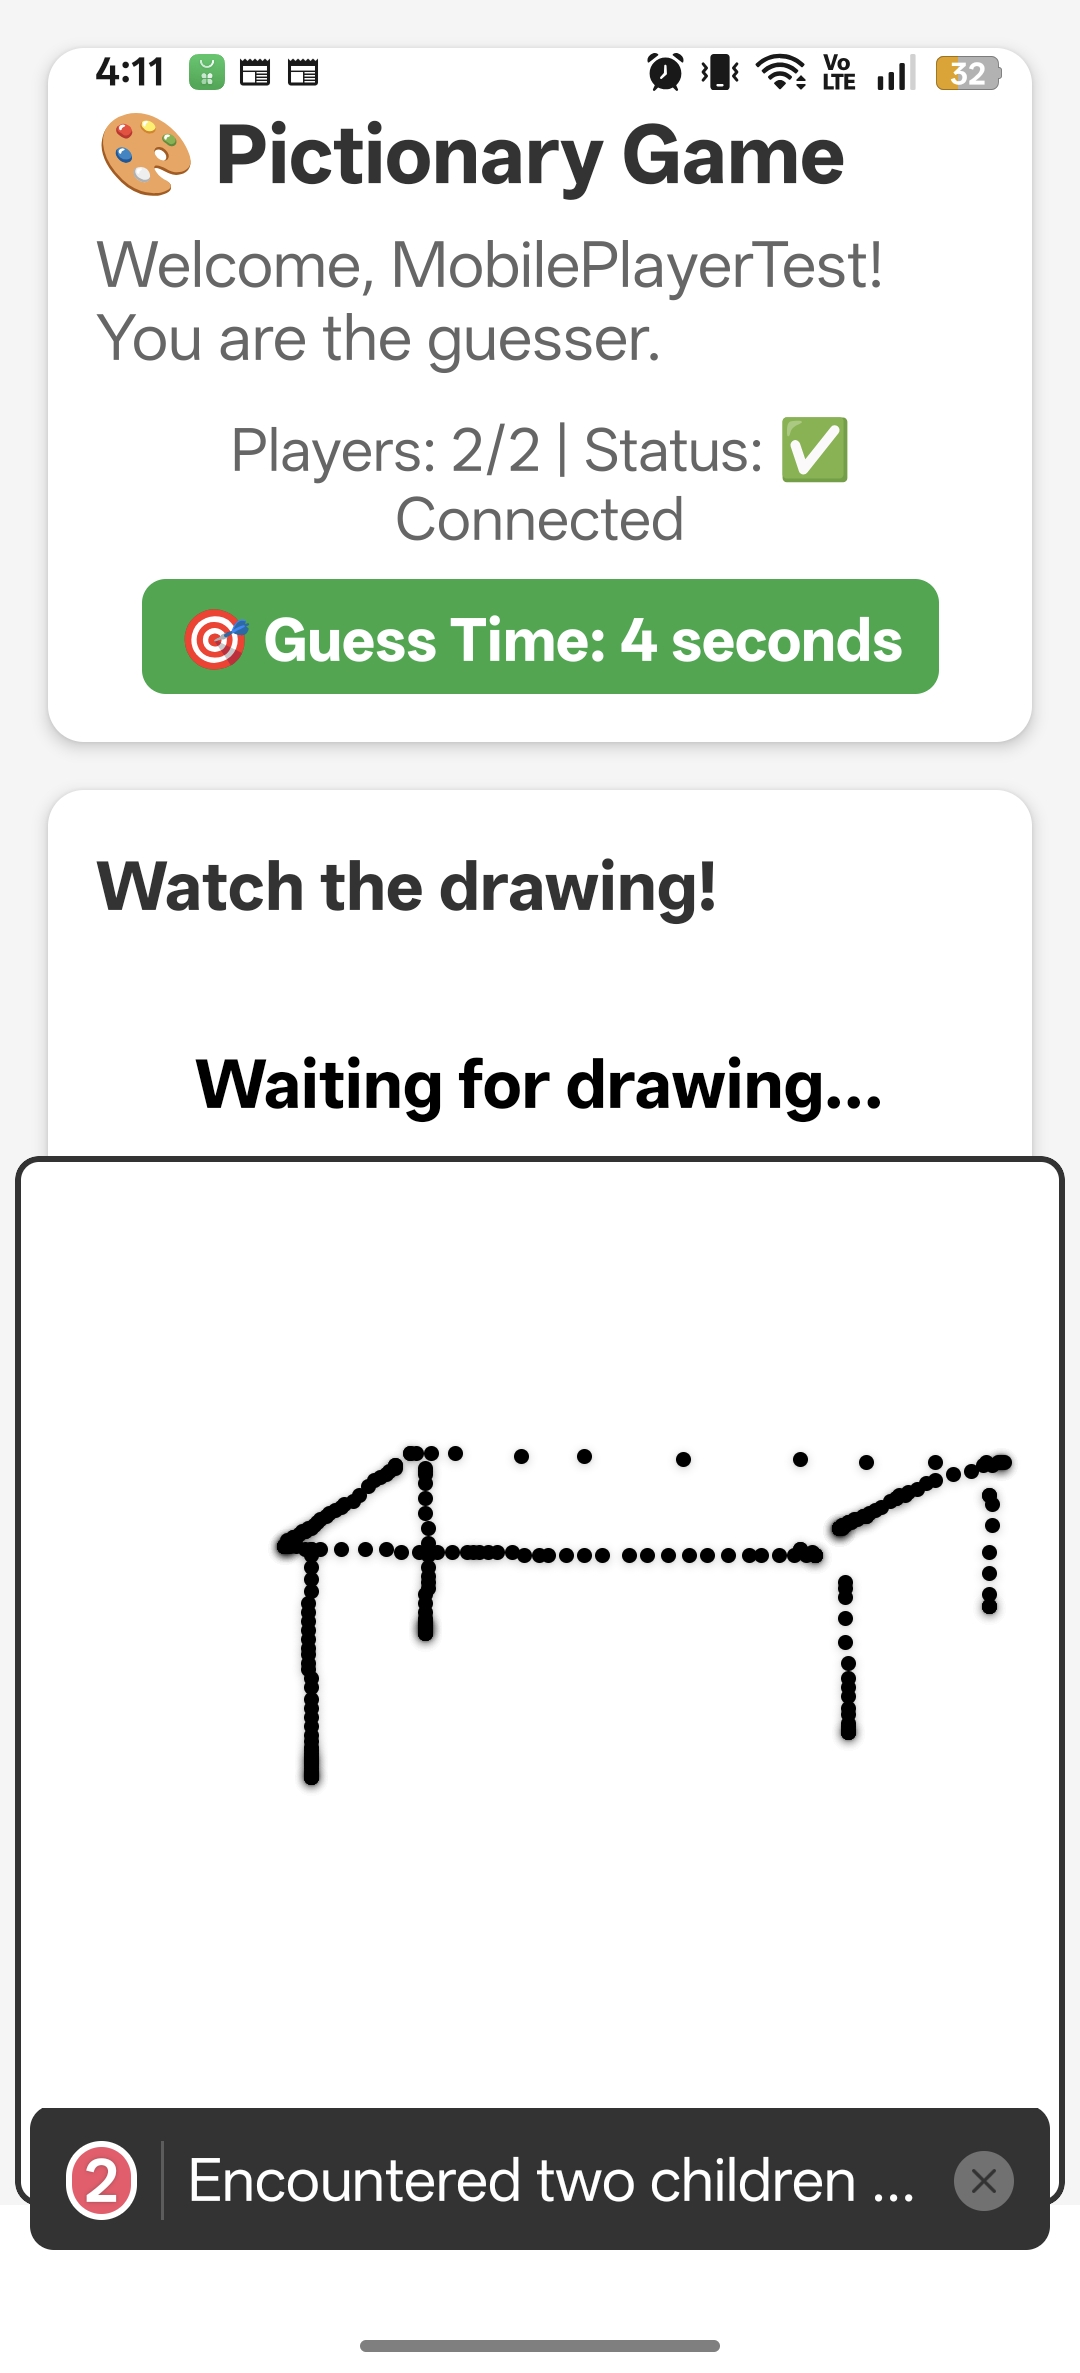 4:11
Vo
LTE
32
Pictionary Game
Welcome, MobilePlayerTest!
You are the guesser.
Players: 2/2 | Status: ✅
Connected
🎯 Guess Time: 4 seconds
Watch the drawing!
Waiting for drawing...
2 Encountered two children ...